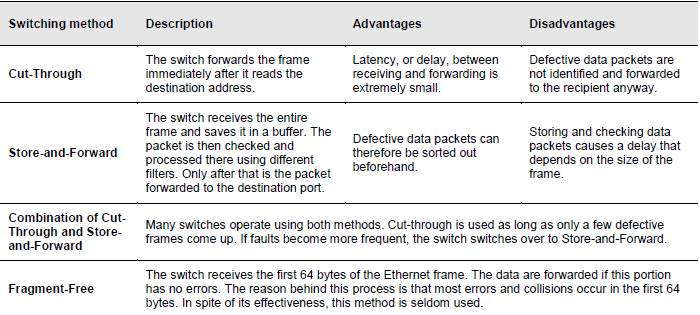 Switching method Description Advantages Disadvantages
Cut-Through
The switch forwards the frame
immediately after it reads the
destination address.
Latency, or delay, between
receiving and forwarding is
extremely small.
Defective data packets are
not identified and forwarded
to the recipient anyway.
Store-and-Forward
The switch receives the entire
frame and saves it in a buffer. The
packet is then checked and
processed there using different
filters. Only after that is the packet
forwarded to the destination port.
Defective data packets can
therefore be sorted out
beforehand.
Storing and checking data
packets causes a delay that
depends on the size of the
frame.
Combination of Cut-
Through and Store-
and-Forward
Many switches operate using both methods. Cut-through is used as long as only a few defective
frames come up. If faults become more frequent, the switch switches over to Store-and-Forward.
Fragment-Free
The switch receives the first 64 bytes of the Ethernet frame. The data are forwarded if this portion
has no errors. The reason behind this process is that most errors and collisions occur in the first 64
bytes. In spite of its effectiveness, this method is seldom used.